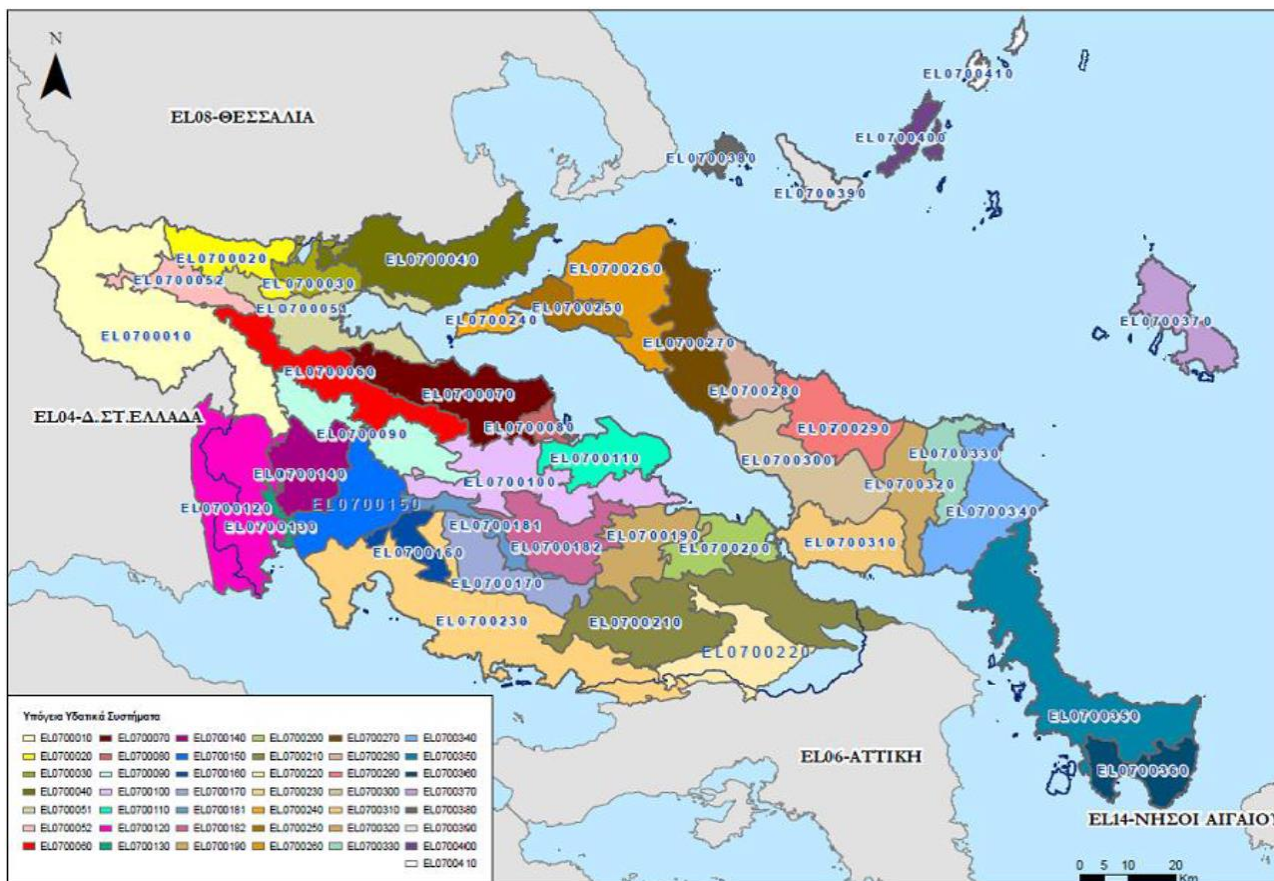 N
EL0700410
EL08-ΘΕΣΣΑΛΙΑ
EL0700400
EL0700380
EL0700390
EL0700020
EL0700040
EL0700260
EL0700052
EL0700030
EL0700051
EL0700250
EL0700240
EL0700370
EL0700010
EL0700270
EL0700060
EL0700280
EL0700070
EL04-Δ.ΣΤ.ΕΛΛΑΔΑ
EL0700080
EL0700290
EL0700090
EL0700110
EL0700300
EL0700330
EL0700140
EL0700100
EL0700320
EL0700120
EL0700150
EL0700340
EL0700130
EL0700181
EL0700190
EL0700182
EL0700200
EL0700310
EL0700160
EL0700170
EL0700230
EL0700210
EL0700220
EL0700350
EL06-ΑΤΤΙΚΗ
EL0700360
EL14-ΝΗΣΟΙ ΑΙΓΑΙΟΥ
Υπόγεια Υδατικά Συστήματα
EL0700010 EL0700070 EL0700140 EL0700200 EL0700270 EL0700340
EL0700020 EL0700080 EL0700150 EL0700210 EL0700280 EL0700350
EL0700030 EL0700090 EL0700160 EL0700220 EL0700290 EL0700360
EL0700040 EL0700100 EL0700170 EL0700230 EL0700300 EL0700370
EL0700051 EL0700110 EL0700181 EL0700240 EL0700310 EL0700380
EL0700052 EL0700120 EL0700182 EL0700250 EL0700320 EL0700390
EL0700060 EL0700130 EL0700190 EL0700260 EL0700330 EL0700400
EL0700410
0 5 10 20
Km